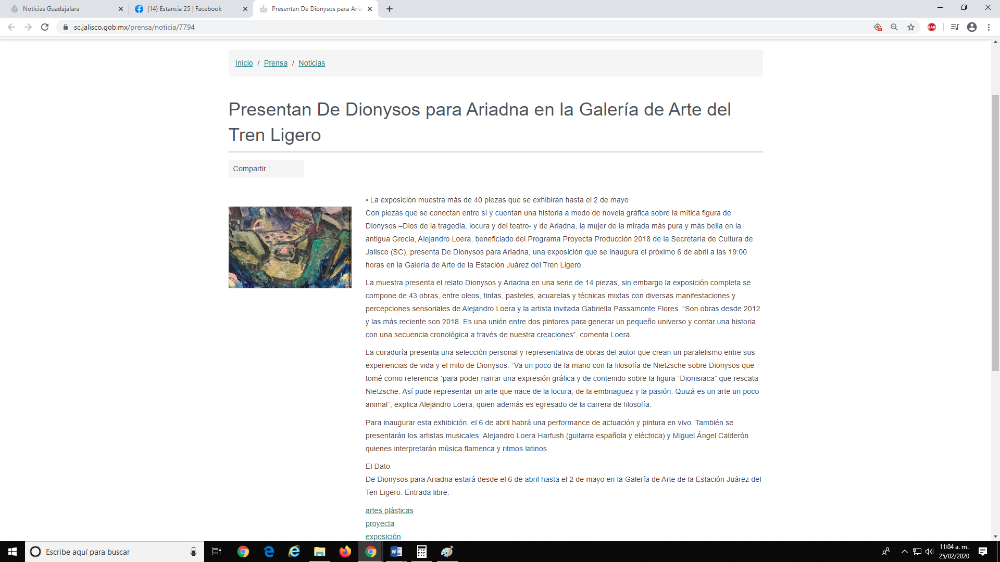 Noticias Guadajalara
(14) Estancia 25 | Facebook
Presentan De Dionysos para Aria
sc.jalisco.gob.mx/prensa/noticia/7794
Inicio / Prensa / Noticias
Presentan De Dionysos para Ariadna en la Galería de Arte del
Tren Ligero
Compartir :
• La exposición muestra más de 40 piezas que se exhibirán hasta el 2 de mayo
Con piezas que se conectan entre sí y cuentan una historia a modo de novela gráfica sobre la mítica figura de
Dionysos –Dios de la tragedia, locura y del teatro- y de Ariadna, la mujer de la mirada más pura y más bella en la
antigua Grecia, Alejandro Loera, beneficiado del Programa Proyecta Producción 2018 de la Secretaría de Cultura de
Jalisco (SC), presenta De Dionysos para Ariadna, una exposición que se inaugura el próximo 6 de abril a las 19:00
horas en la Galería de Arte de la Estación Juárez del Tren Ligero.
La muestra presenta el relato Dionysos y Ariadna en una serie de 14 piezas, sin embargo la exposición completa se
compone de 43 obras, entre oleos, tintas, pasteles, acuarelas y técnicas mixtas con diversas manifestaciones y
percepciones sensoriales de Alejandro Loera y la artista invitada Gabriella Passamonte Flores. “Son obras desde 2012
y las más reciente son 2018. Es una unión entre dos pintores para generar un pequeño universo y contar una historia
con una secuencia cronológica a través de nuestra creaciones”, comenta Loera.
La curaduría presenta una selección personal y representativa de obras del autor que crean un paralelismo entre sus
experiencias de vida y el mito de Dionysos: “Va un poco de la mano con la filosofía de Nietzsche sobre Dionysos que
tomé como referencia ´para poder narrar una expresión gráfica y de contenido sobre la figura “Dionisiaca” que rescata
Nietzsche. Así pude representar un arte que nace de la locura, de la embriaguez y la pasión. Quizá es un arte un poco
animal”, explica Alejandro Loera, quien además es egresado de la carrera de filosofía.
Para inaugurar esta exhibición, el 6 de abril habrá una performance de actuación y pintura en vivo. También se
presentarán los artistas musicales: Alejandro Loera Harfush (guitarra española y eléctrica) y Miguel Ángel Calderón
quienes interpretarán música flamenca y ritmos latinos.
El Dato
De Dionysos para Ariadna estará desde el 6 de abril hasta el 2 de mayo en la Galería de Arte de la Estación Juárez del
Ten Ligero. Entrada libre.
artes plásticas
proyecta
exposición
Escribe aquí para buscar
11:04 a. m.
25/02/2020